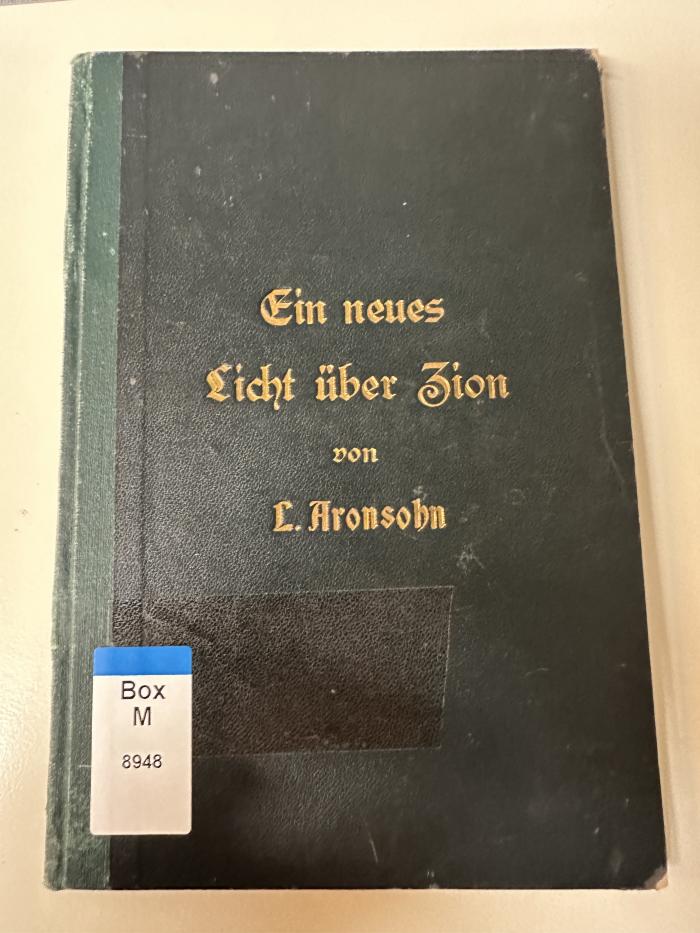 Ein neues
Licht über Zion
von
L. Aronsohn
Box
M
8948